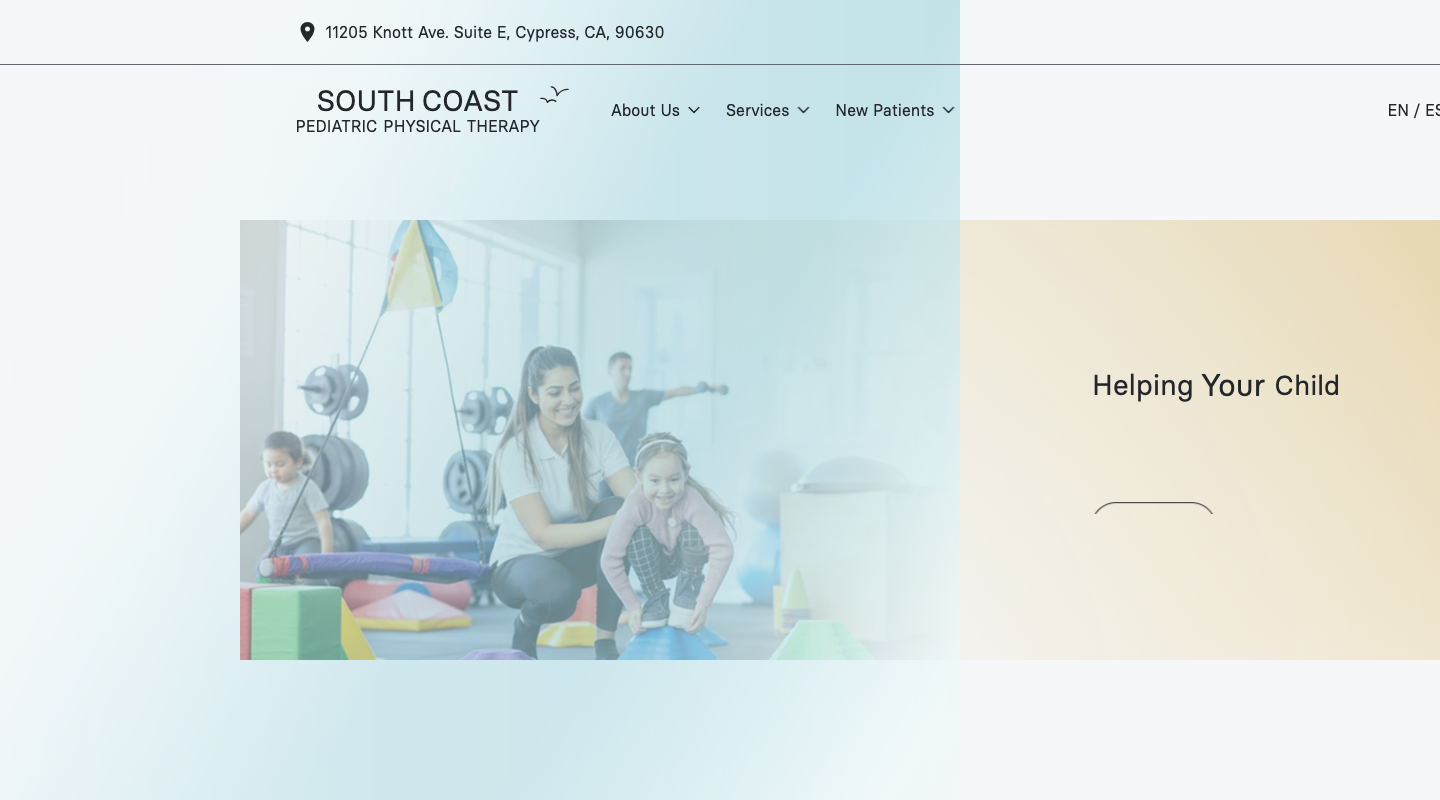 11205 Knott Ave. Suite E, Cypress, CA, 90630
SOUTH COAST
PEDIATRIC PHYSICAL THERAPY
About Us
Services
New Patients
EN / ES
Helping Your Child